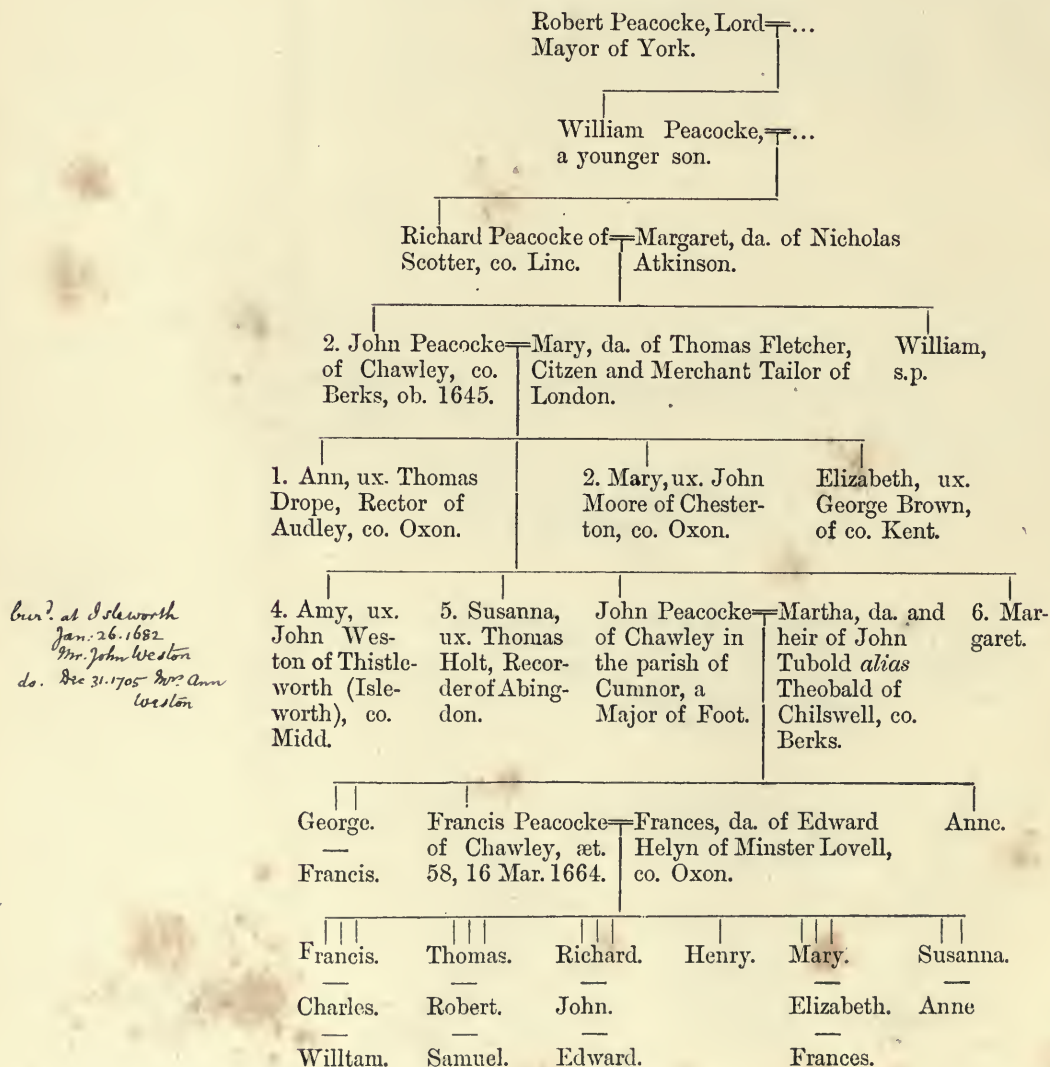 Robert Peacocke, Lord=...
Mayor of York.
William Peacocke,=...
a younger son.
Richard Peacocke of=Margaret, da. of Nicholas
Scotter, co. Linc. Atkinson.
2. John Peacocke=Mary, da. of Thomas Fletcher, William,
of Chawley, co. Citzen and Merchant Tailor of s.p.
Berks, ob. 1645. London.
1. Ann, ux. Thomas
Drope, Rector of
Audley, co. Oxon.
2. Mary, ux. John
Moore of Chester-
ton, co. Oxon.
Elizabeth, ux.
George Brown,
of co. Kent.
burd. at Isleworth
Jan. 26. 1682
Mr. John Weston
do. Dec 31. 1705 Mrs. Ann
Weston
4. Amy, ux.
John Wes-
ton of Thistle-
worth (Isle-
worth), co.
Midd.
5. Susanna,
ux. Thomas
Holt, Recor-
der of Abing-
don.
John Peacocke=Martha, da. and
of Chawley in heir of John
the parish of Tubold alias
Cumnor, a Theobald of
Major of Foot. Chilswell, co.
Berks.
6. Mar-
garet.
George.
—
Francis.
Francis Peacocke=Frances, da. of Edward
of Chawley, æt. Helyn of Minster Lovell,
58, 16 Mar. 1664. co. Oxon.
Anne.
Francis. Thomas. Richard. Henry. Mary. Susanna.
— — — — —
Charles. Robert. John. Elizabeth. Anne
— — — —
Willtam. Samuel. Edward. Frances.